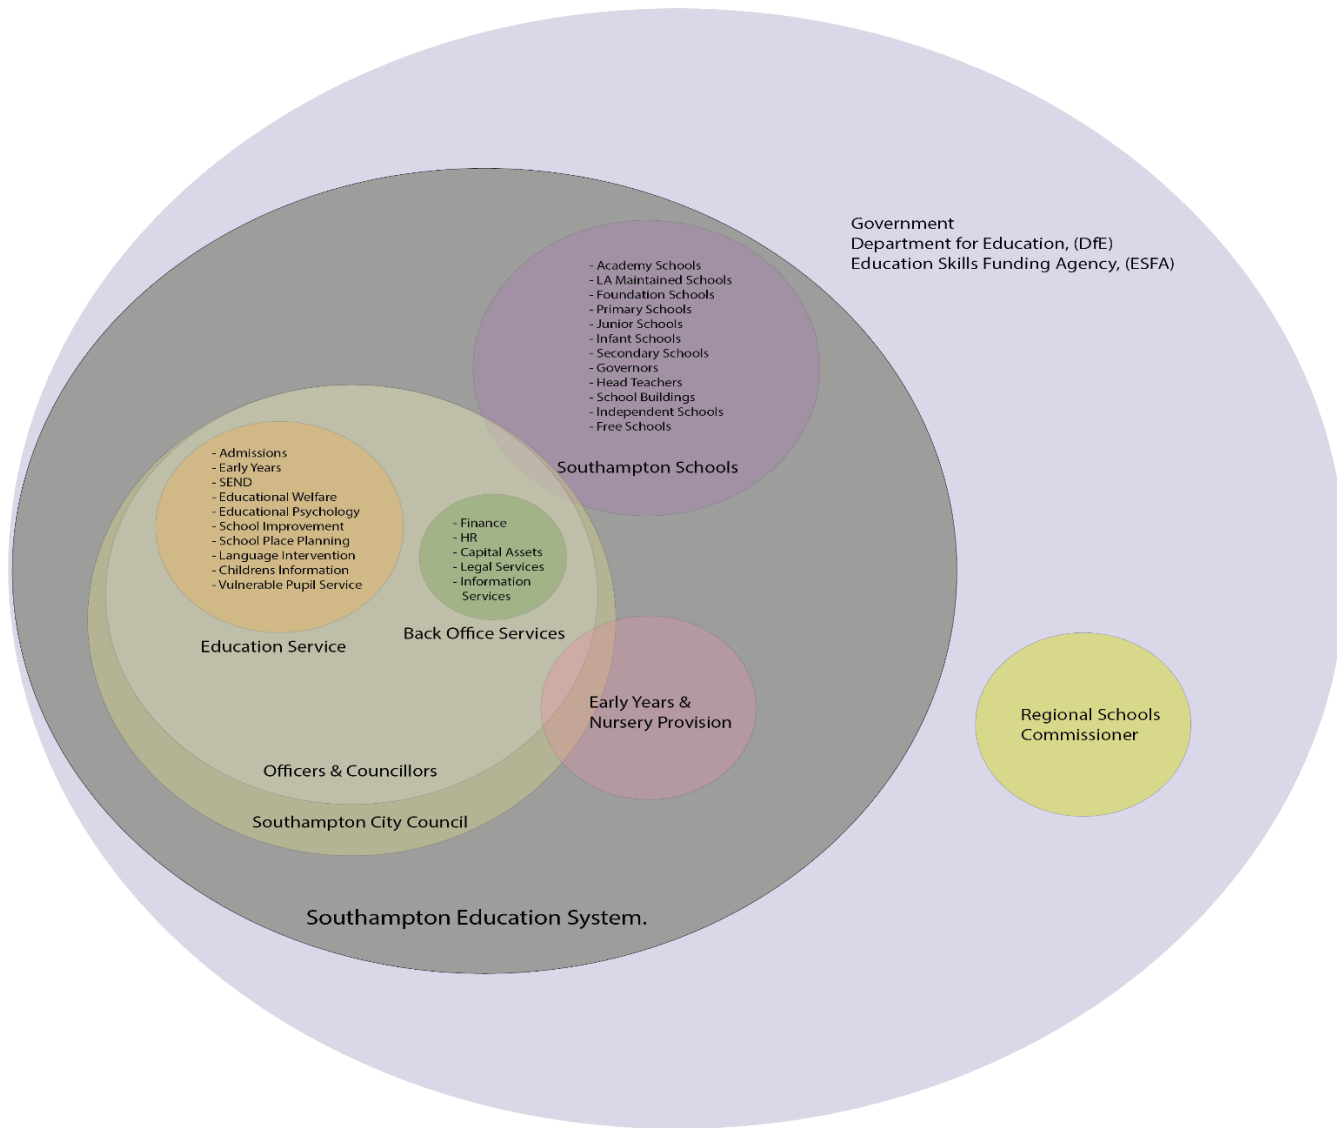 Government
Department for Education, (DfE)
Education Skills Funding Agency, (ESFA)
- Academy Schools
- LA Maintained Schools
- Foundation Schools
- Primary Schools
- Junior Schools
- Infant Schools
- Secondary Schools
- Governors
- Head Teachers
- School Buildings
- Independent Schools
- Free Schools
Southampton Schools
- Admissions
- Early Years
- SEND
- Educational Welfare
- Educational Psychology
- School Improvement
- School Place Planning
- Language Intervention
- Childrens Information
- Vulnerable Pupil Service
Education Service
- Finance
- HR
- Capital Assets
- Legal Services
- Information
Services
Back Office Services
Early Years &
Nursery Provision
Regional Schools
Commissioner
Officers & Councillors
Southampton City Council
Southampton Education System.